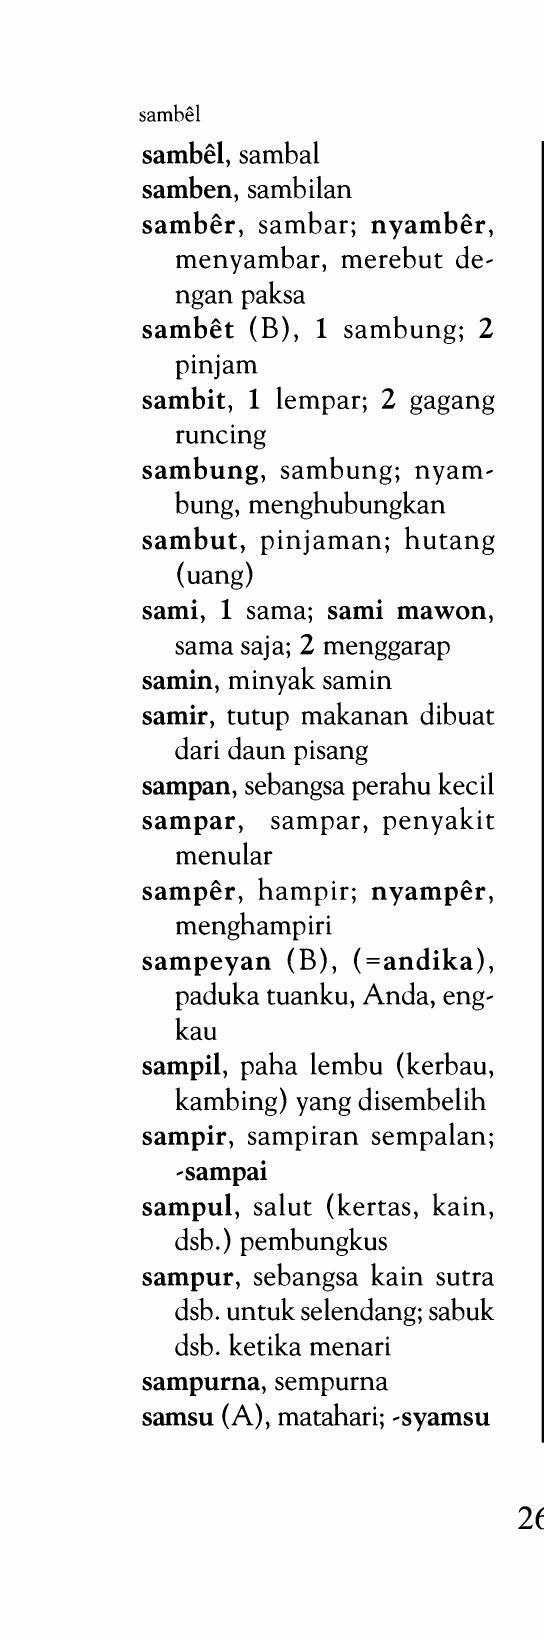 sambêl
sambêl, sambal
samben, sambilan
sambêr, sambar; nyambêr,
menyambar, merebut de-
ngan paksa
sambêt (B), 1 sambung; 2
pinjam
sambit, 1 lempar; 2 gagang
runcing
sambung, sambung; nyam-
bung, menghubungkan
sambut, pinjaman; hutang
(uang)
sami, 1 sama; sami mawon,
sama saja; 2 menggarap
samin, minyak samin
samir, tutup makanan dibuat
dari daun pisang
sampan, sebangsa perahu kecil
sampar, sampar, penyakit
menular
sampêr, hampir; nyampêr,
menghampiri
sampeyan (B), (=andika),
paduka tuanku, Anda, eng-
kau
sampil, paha lembu (kerbau,
kambing) yang disembelih
sampir, sampiran sempalan;
-sampai
sampul, salut (kertas, kain,
dsb.) pembungkus
sampur, sebangsa kain sutra
dsb. untuk selendang; sabuk
dsb. ketika menari
sampurna, sempurna
samsu (A), matahari; -syamsu